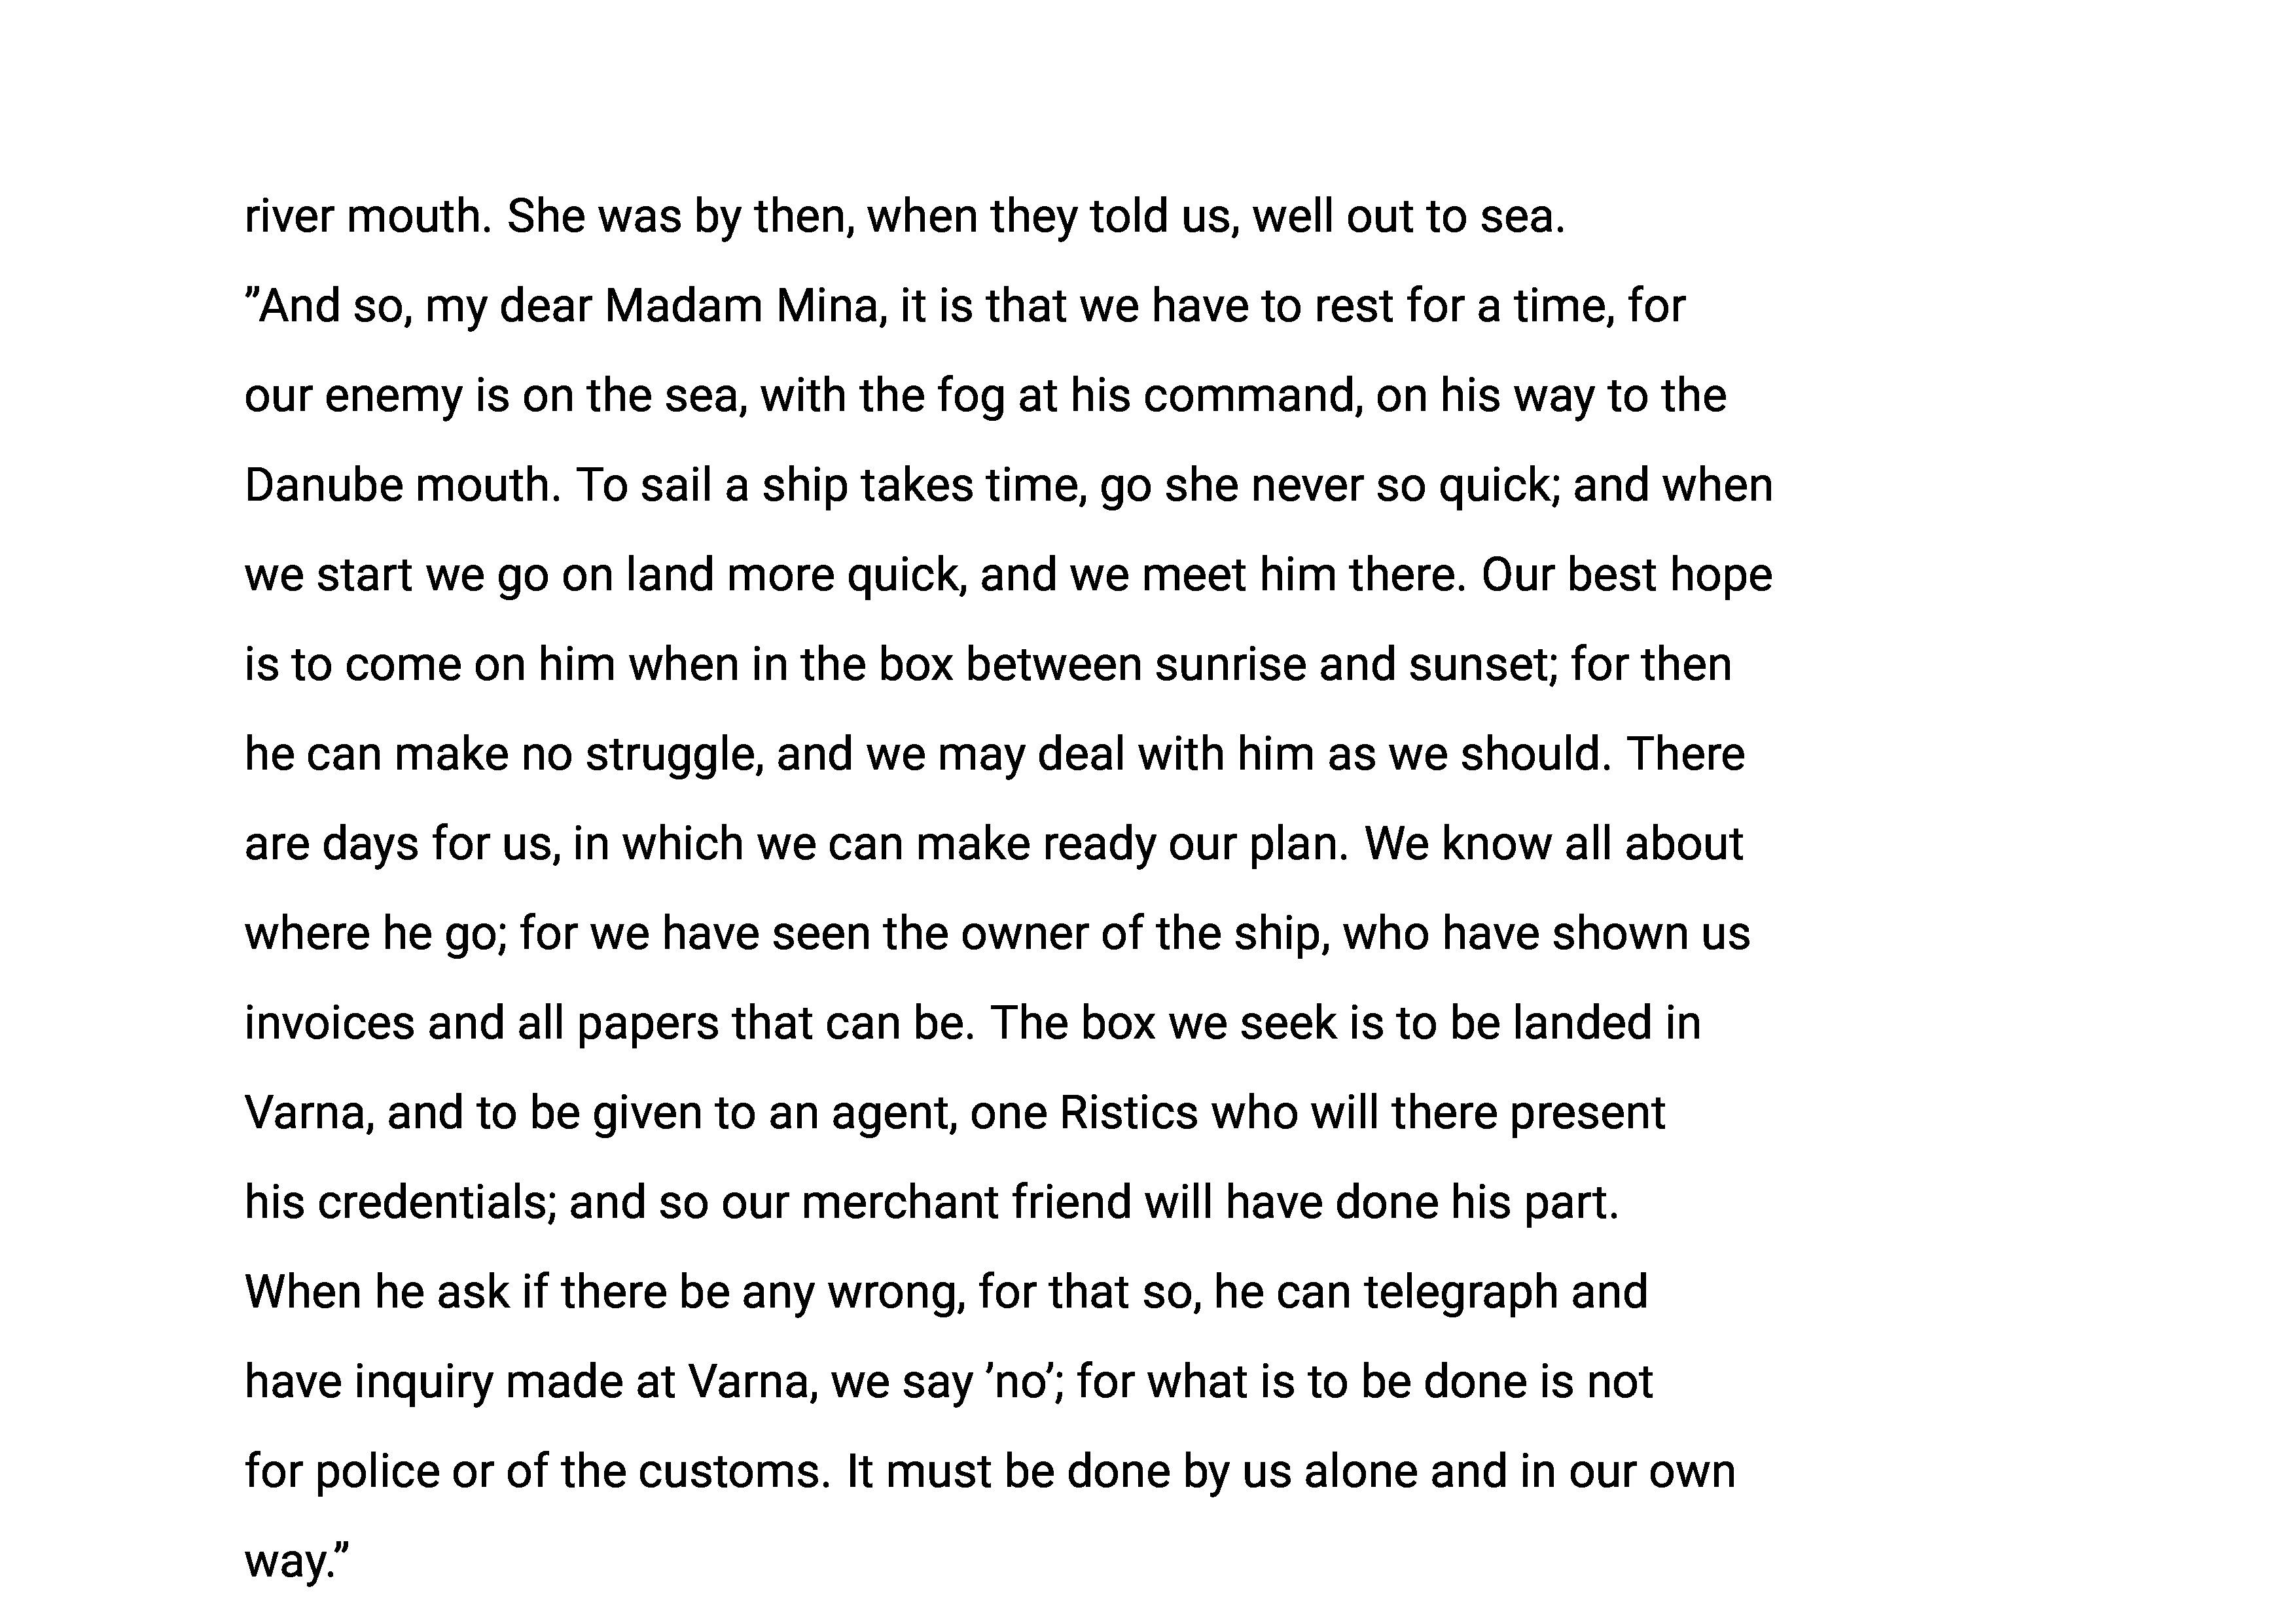 river mouth. She was by then, when they told us, well out to sea.
”And so, my dear Madam Mina, it is that we have to rest for a time, for
our enemy is on the sea, with the fog at his command, on his way to the
Danube mouth. To sail a ship takes time, go she never so quick; and when
we start we go on land more quick, and we meet him there. Our best hope
is to come on him when in the box between sunrise and sunset; for then
he can make no struggle, and we may deal with him as we should. There
are days for us, in which we can make ready our plan. We know all about
where he go; for we have seen the owner of the ship, who have shown us
invoices and all papers that can be. The box we seek is to be landed in
Varna, and to be given to an agent, one Ristics who will there present
his credentials; and so our merchant friend will have done his part.
When he ask if there be any wrong, for that so, he can telegraph and
have inquiry made at Varna, we say ’no’; for what is to be done is not
for police or of the customs. It must be done by us alone and in our own
way.”